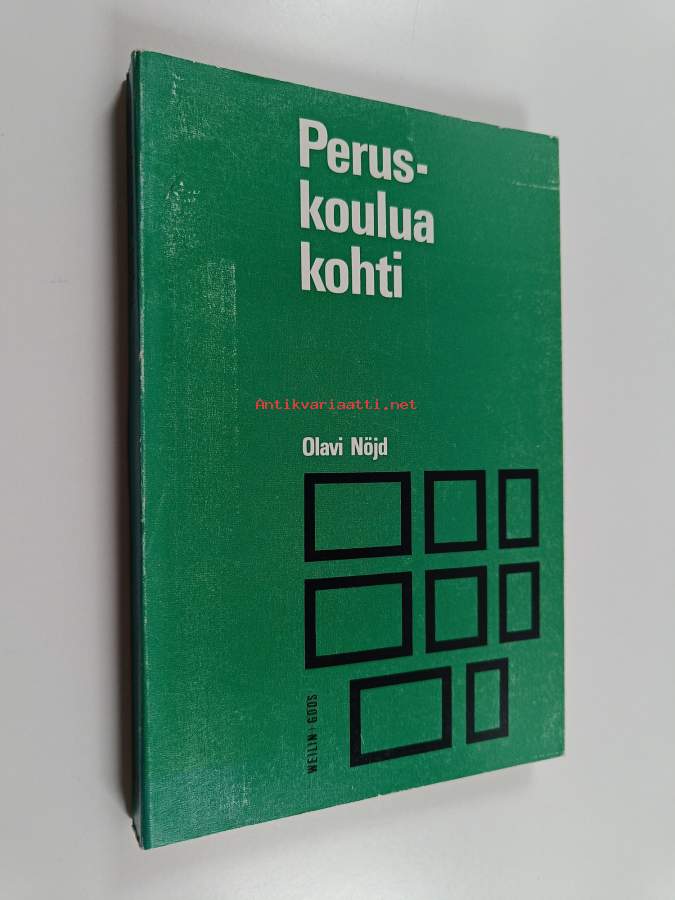 Perus-
koulua
kohti
Antikvariaatti.net
Olavi Nöjd
WEILIN+GÖÖS